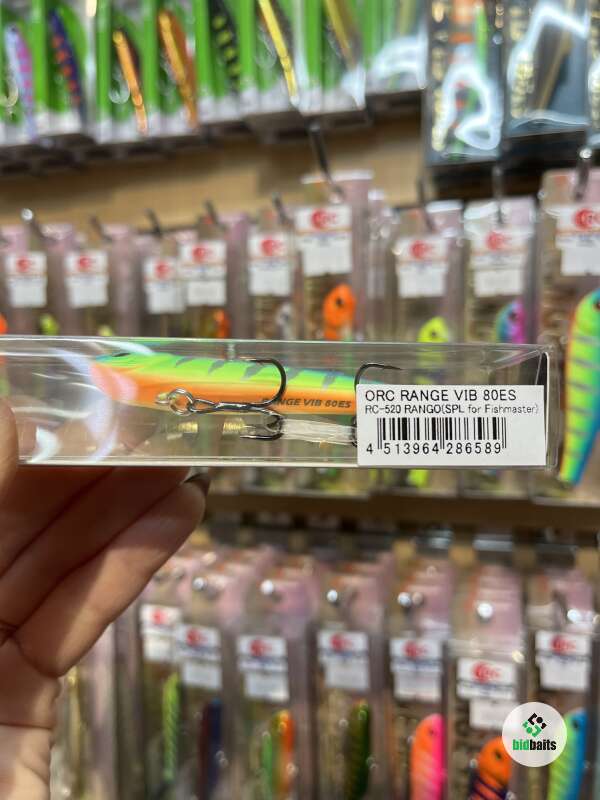 ORC RANGE VIB 80ES
RC-520 RANGO(SPL for Fishmaster)
4 513964 286589
RANGE VIB 80ES
bidbaits